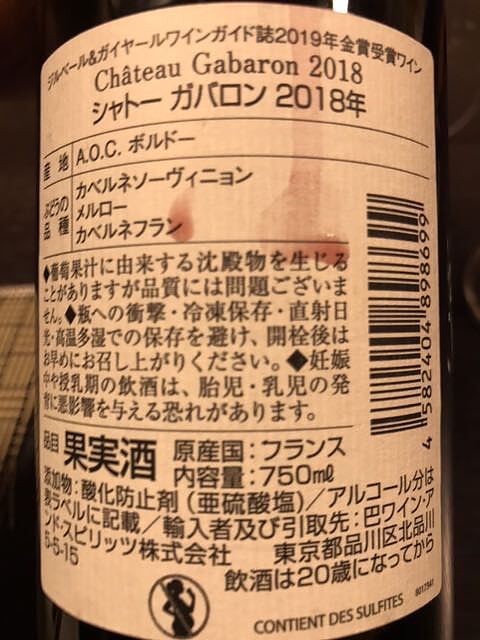 ジルベール&ガイヤールワインガイド誌2019年金賞受賞ワイン
Château Gabaron 2018
シャトー ガバロン 2018年
産地 A.O.C. ボルドー
ぶどうの品種 カベルネソーヴィニョン
メルロー
カベルネフラン
◆葡萄果汁に由来する沈殿物を生じる
ことがありますが品質には問題ございま
せん。◆瓶への衝撃・冷凍保存・直射日
光・高温多湿での保存を避け、開栓後は
お早めにお召し上がりください。◆妊娠
中や授乳期の飲酒は、胎児・乳児の発
育に悪影響を与える恐れがあります。
品目 果実酒 原産国:フランス
内容量:750㎖
添加物:酸化防止剤(亜硫酸塩)/アルコール分は
表ラベルに記載/輸入者及び引取先:巴ワイン・ア
ンド・スピリッツ株式会社 東京都品川区北品川
5-5-15
飲酒は20歳になってから
CONTIENT DES SULFITES
8017541
4 582404 898699